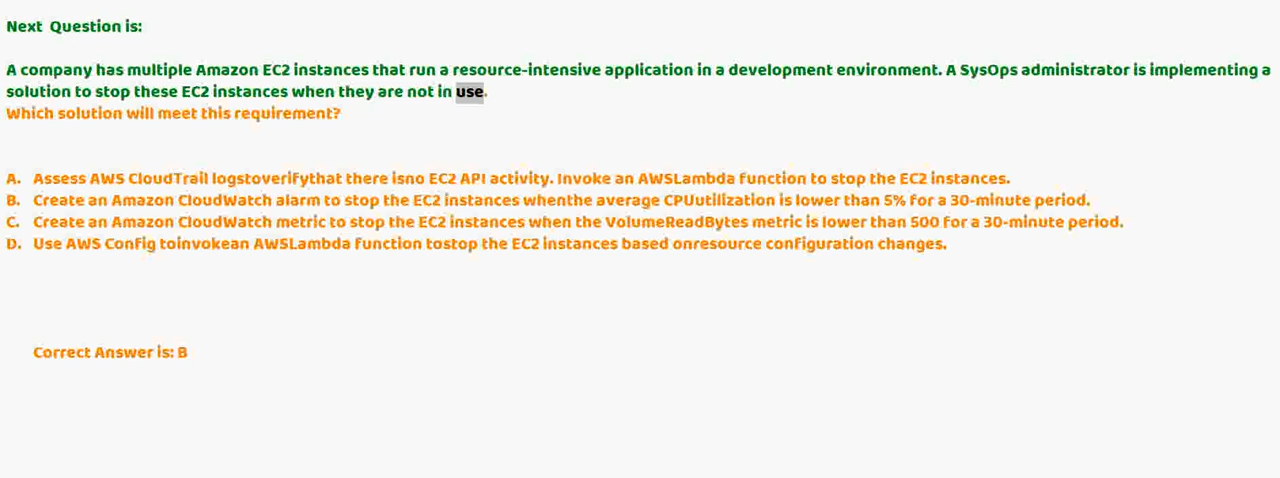 Next Question is:
A company has multiple Amazon EC2 instances that run a resource-intensive application in a development environment. A SysOps administrator is implementing a
solution to stop these EC2 instances when they are not in use.
Which solution will meet this requirement?
A. Assess AWS CloudTrail logstoverifythat there isno EC2 API activity. Invoke an AWSLambda function to stop the EC2 instances.
B. Create an Amazon CloudWatch alarm to stop the EC2 instances whenthe average CPUutilization is lower than 5% for a 30-minute period.
C. Create an Amazon CloudWatch metric to stop the EC2 instances when the VolumeReadBytes metric is lower than 500 for a 30-minute period.
D. Use AWS Config toinvokean AWSLambda function tostop the EC2 instances based onresource configuration changes.
Correct Answer is: B